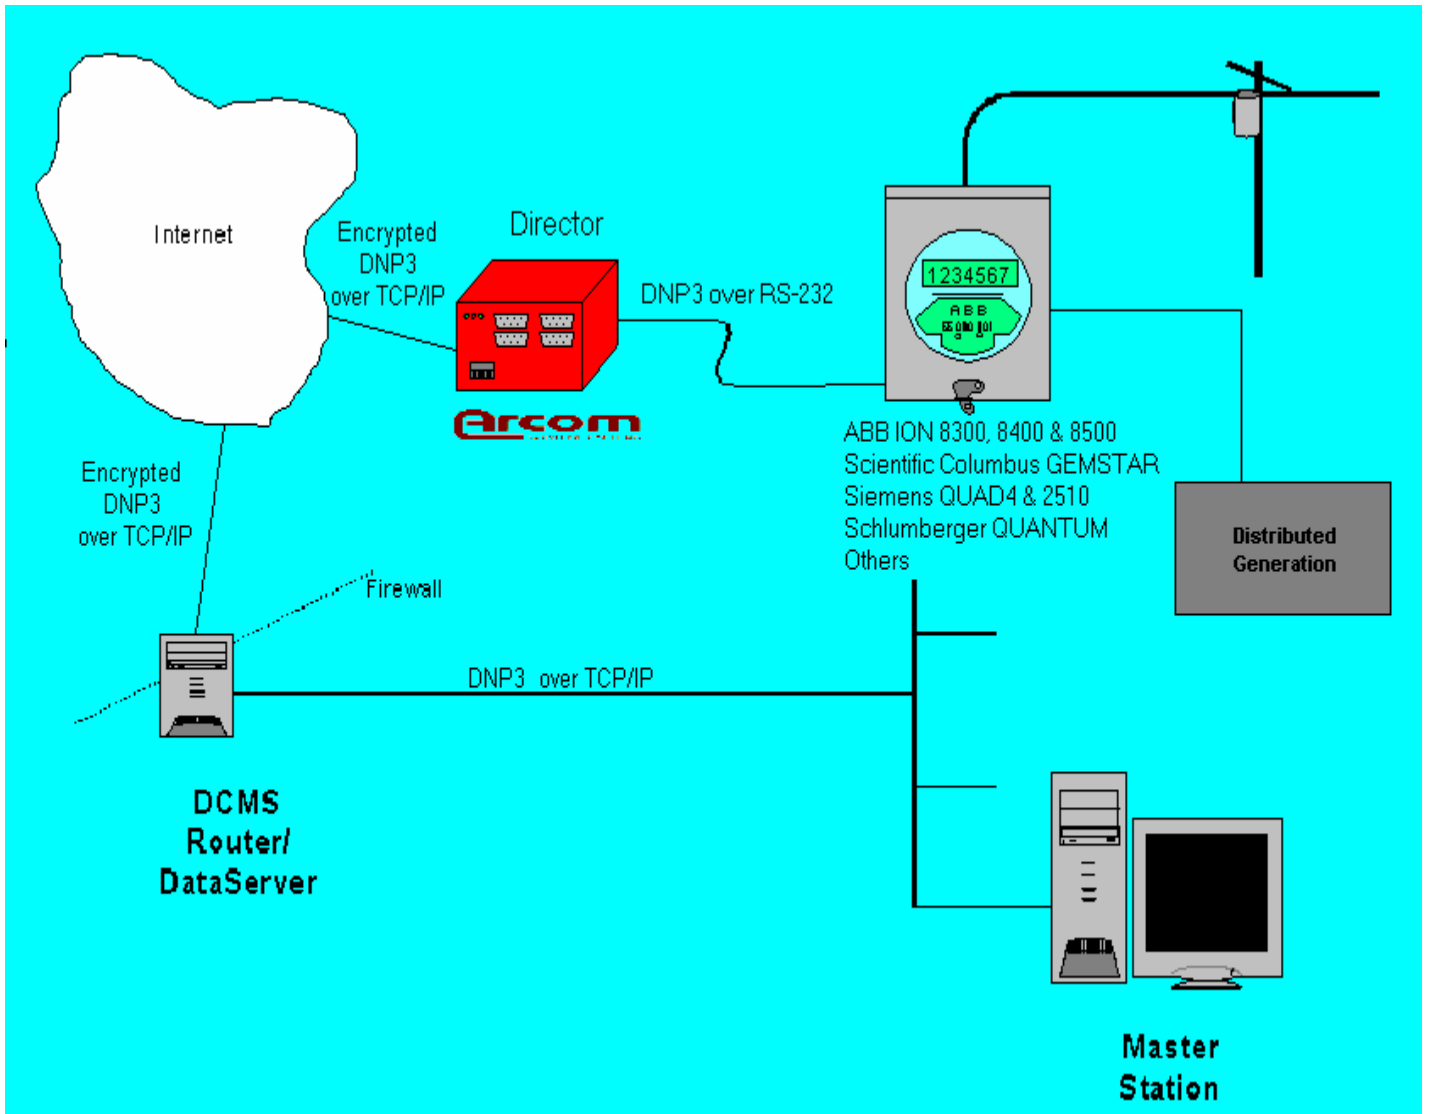 Internet
Encrypted
DNP3
over TCP/IP
Director
DNP3 over RS-232
1234567
ABB
Arcom
ABB ION 8300, 8400 & 8500
Scientific Columbus GEMSTAR
Siemens QUAD4 & 2510
Schlumberger QUANTUM
Others
Distributed
Generation
Encrypted
DNP3
over TCP/IP
Firewall
DNP3 over TCP/IP
DCMS
Router/
DataServer
Master
Station